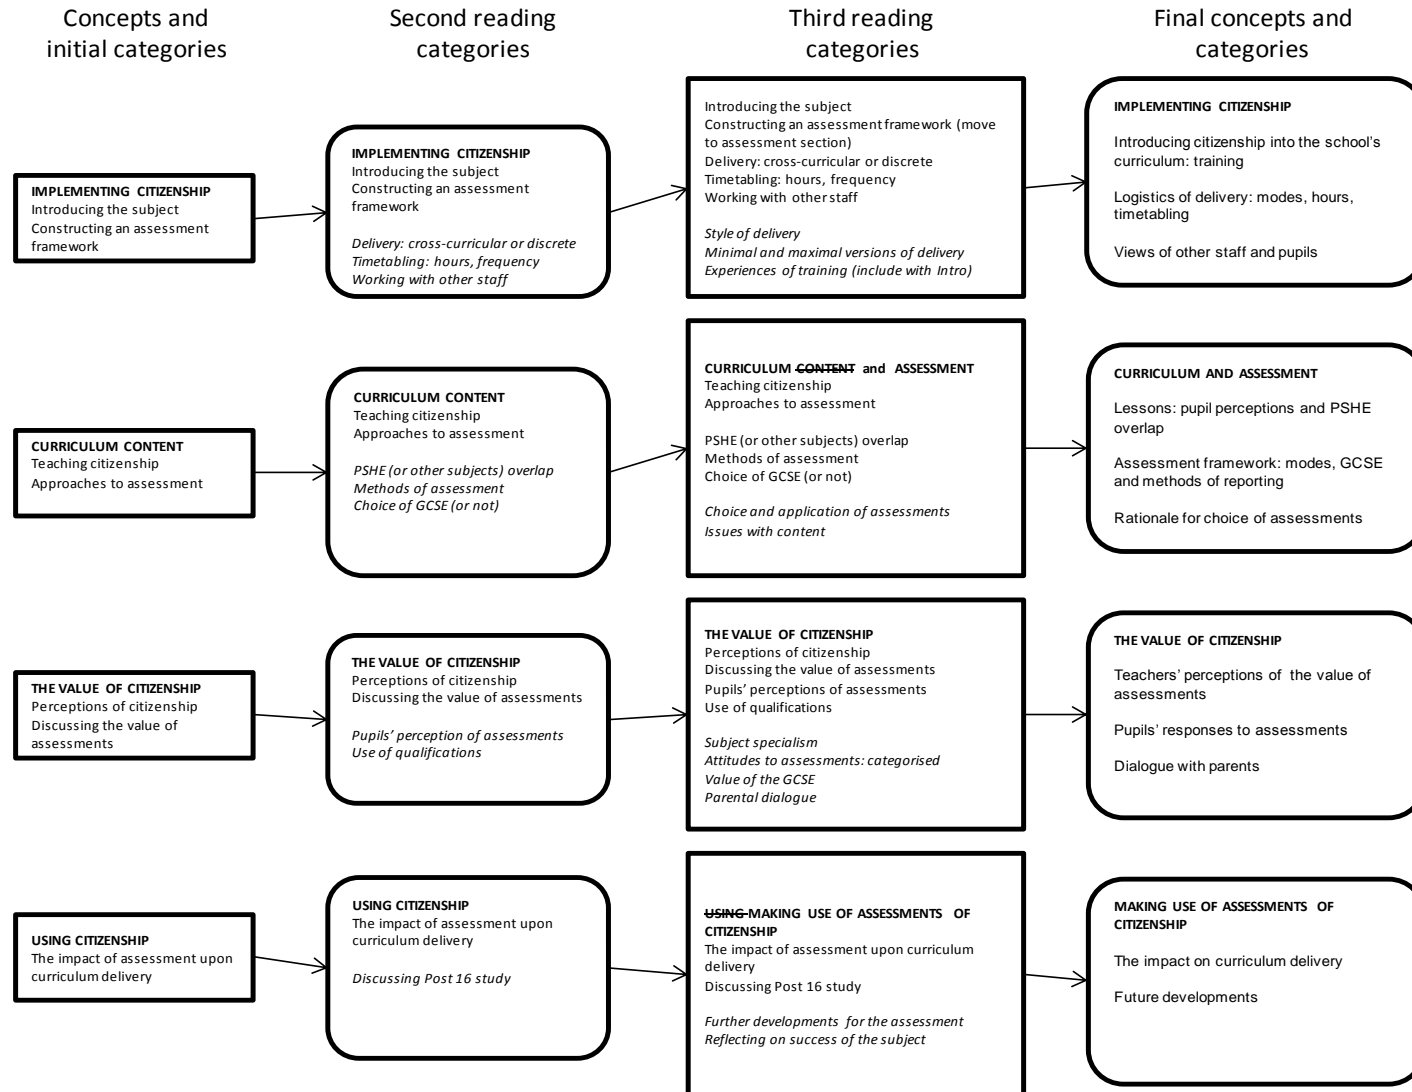 Concepts and
initial categories
Second reading
categories
Third reading
categories
Final concepts and
categories
IMPLEMENTING CITIZENSHIP
Introducing the subject
Constructing an assessment
framework
IMPLEMENTING CITIZENSHIP
Introducing the subject
Constructing an assessment
framework
Delivery: cross-curricular or discrete
Timetabling: hours, frequency
Working with other staff
Introducing the subject
Constructing an assessment framework (move
to assessment section)
Delivery: cross-curricular or discrete
Timetabling: hours, frequency
Working with other staff
Style of delivery
Minimal and maximal versions of delivery
Experiences of training (include with Intro)
IMPLEMENTING CITIZENSHIP
Introducing citizenship into the school's
curriculum: training
Logistics of delivery: modes, hours,
timetabling
Views of other staff and pupils
CURRICULUM CONTENT
Teaching citizenship
Approaches to assessment
CURRICULUM CONTENT
Teaching citizenship
Approaches to assessment
PSHE (or other subjects) overlap
Methods of assessment
Choice of GCSE (or not)
CURRICULUM CONTENT and ASSESSMENT
Teaching citizenship
Approaches to assessment
PSHE (or other subjects) overlap
Methods of assessment
Choice of GCSE (or not)
Choice and application of assessments
Issues with content
CURRICULUM AND ASSESSMENT
Lessons: pupil perceptions and PSHE
overlap
Assessment framework: modes, GCSE
and methods of reporting
Rationale for choice of assessments
THE VALUE OF CITIZENSHIP
Perceptions of citizenship
Discussing the value of
assessments
THE VALUE OF CITIZENSHIP
Perceptions of citizenship
Discussing the value of assessments
Pupils' perception of assessments
Use of qualifications
THE VALUE OF CITIZENSHIP
Perceptions of citizenship
Discussing the value of assessments
Pupils' perceptions of assessments
Use of qualifications
Subject specialism
Attitudes to assessments: categorised
Value of the GCSE
Parental dialogue
THE VALUE OF CITIZENSHIP
Teachers' perceptions of the value of
assessments
Pupils' responses to assessments
Dialogue with parents
USING CITIZENSHIP
The impact of assessment upon
curriculum delivery
USING CITIZENSHIP
The impact of assessment upon
curriculum delivery
Discussing Post 16 study
USING MAKING USE OF ASSESSMENTS OF
CITIZENSHIP
The impact of assessment upon curriculum
delivery
Discussing Post 16 study
Further developments for the assessment
Reflecting on success of the subject
MAKING USE OF ASSESSMENTS OF
CITIZENSHIP
The impact on curriculum delivery
Future developments